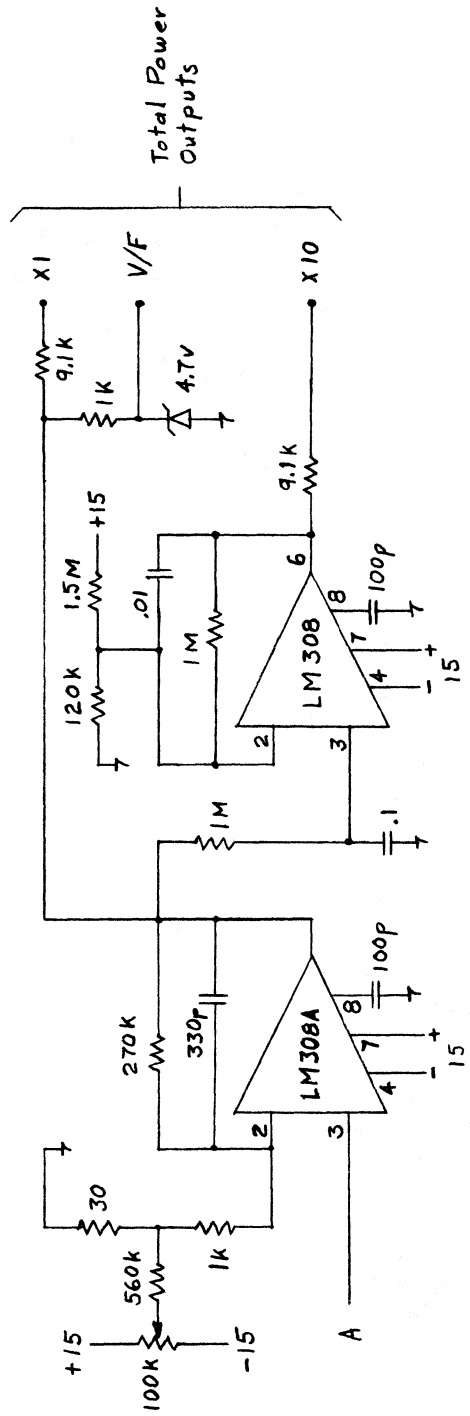 Total Power
Outputs
X1
V/F
X10
9.1k
1K
4.7V
9.1k
+15
1.5M
120k
.01
1M
6
LM 308
2
3
8
7
4
100p
+
-
15
1M
.1
270K
330p
LM308A
2
3
8
7
4
100p
+
-
15
30
560k
1k
+15
100k
-15
A